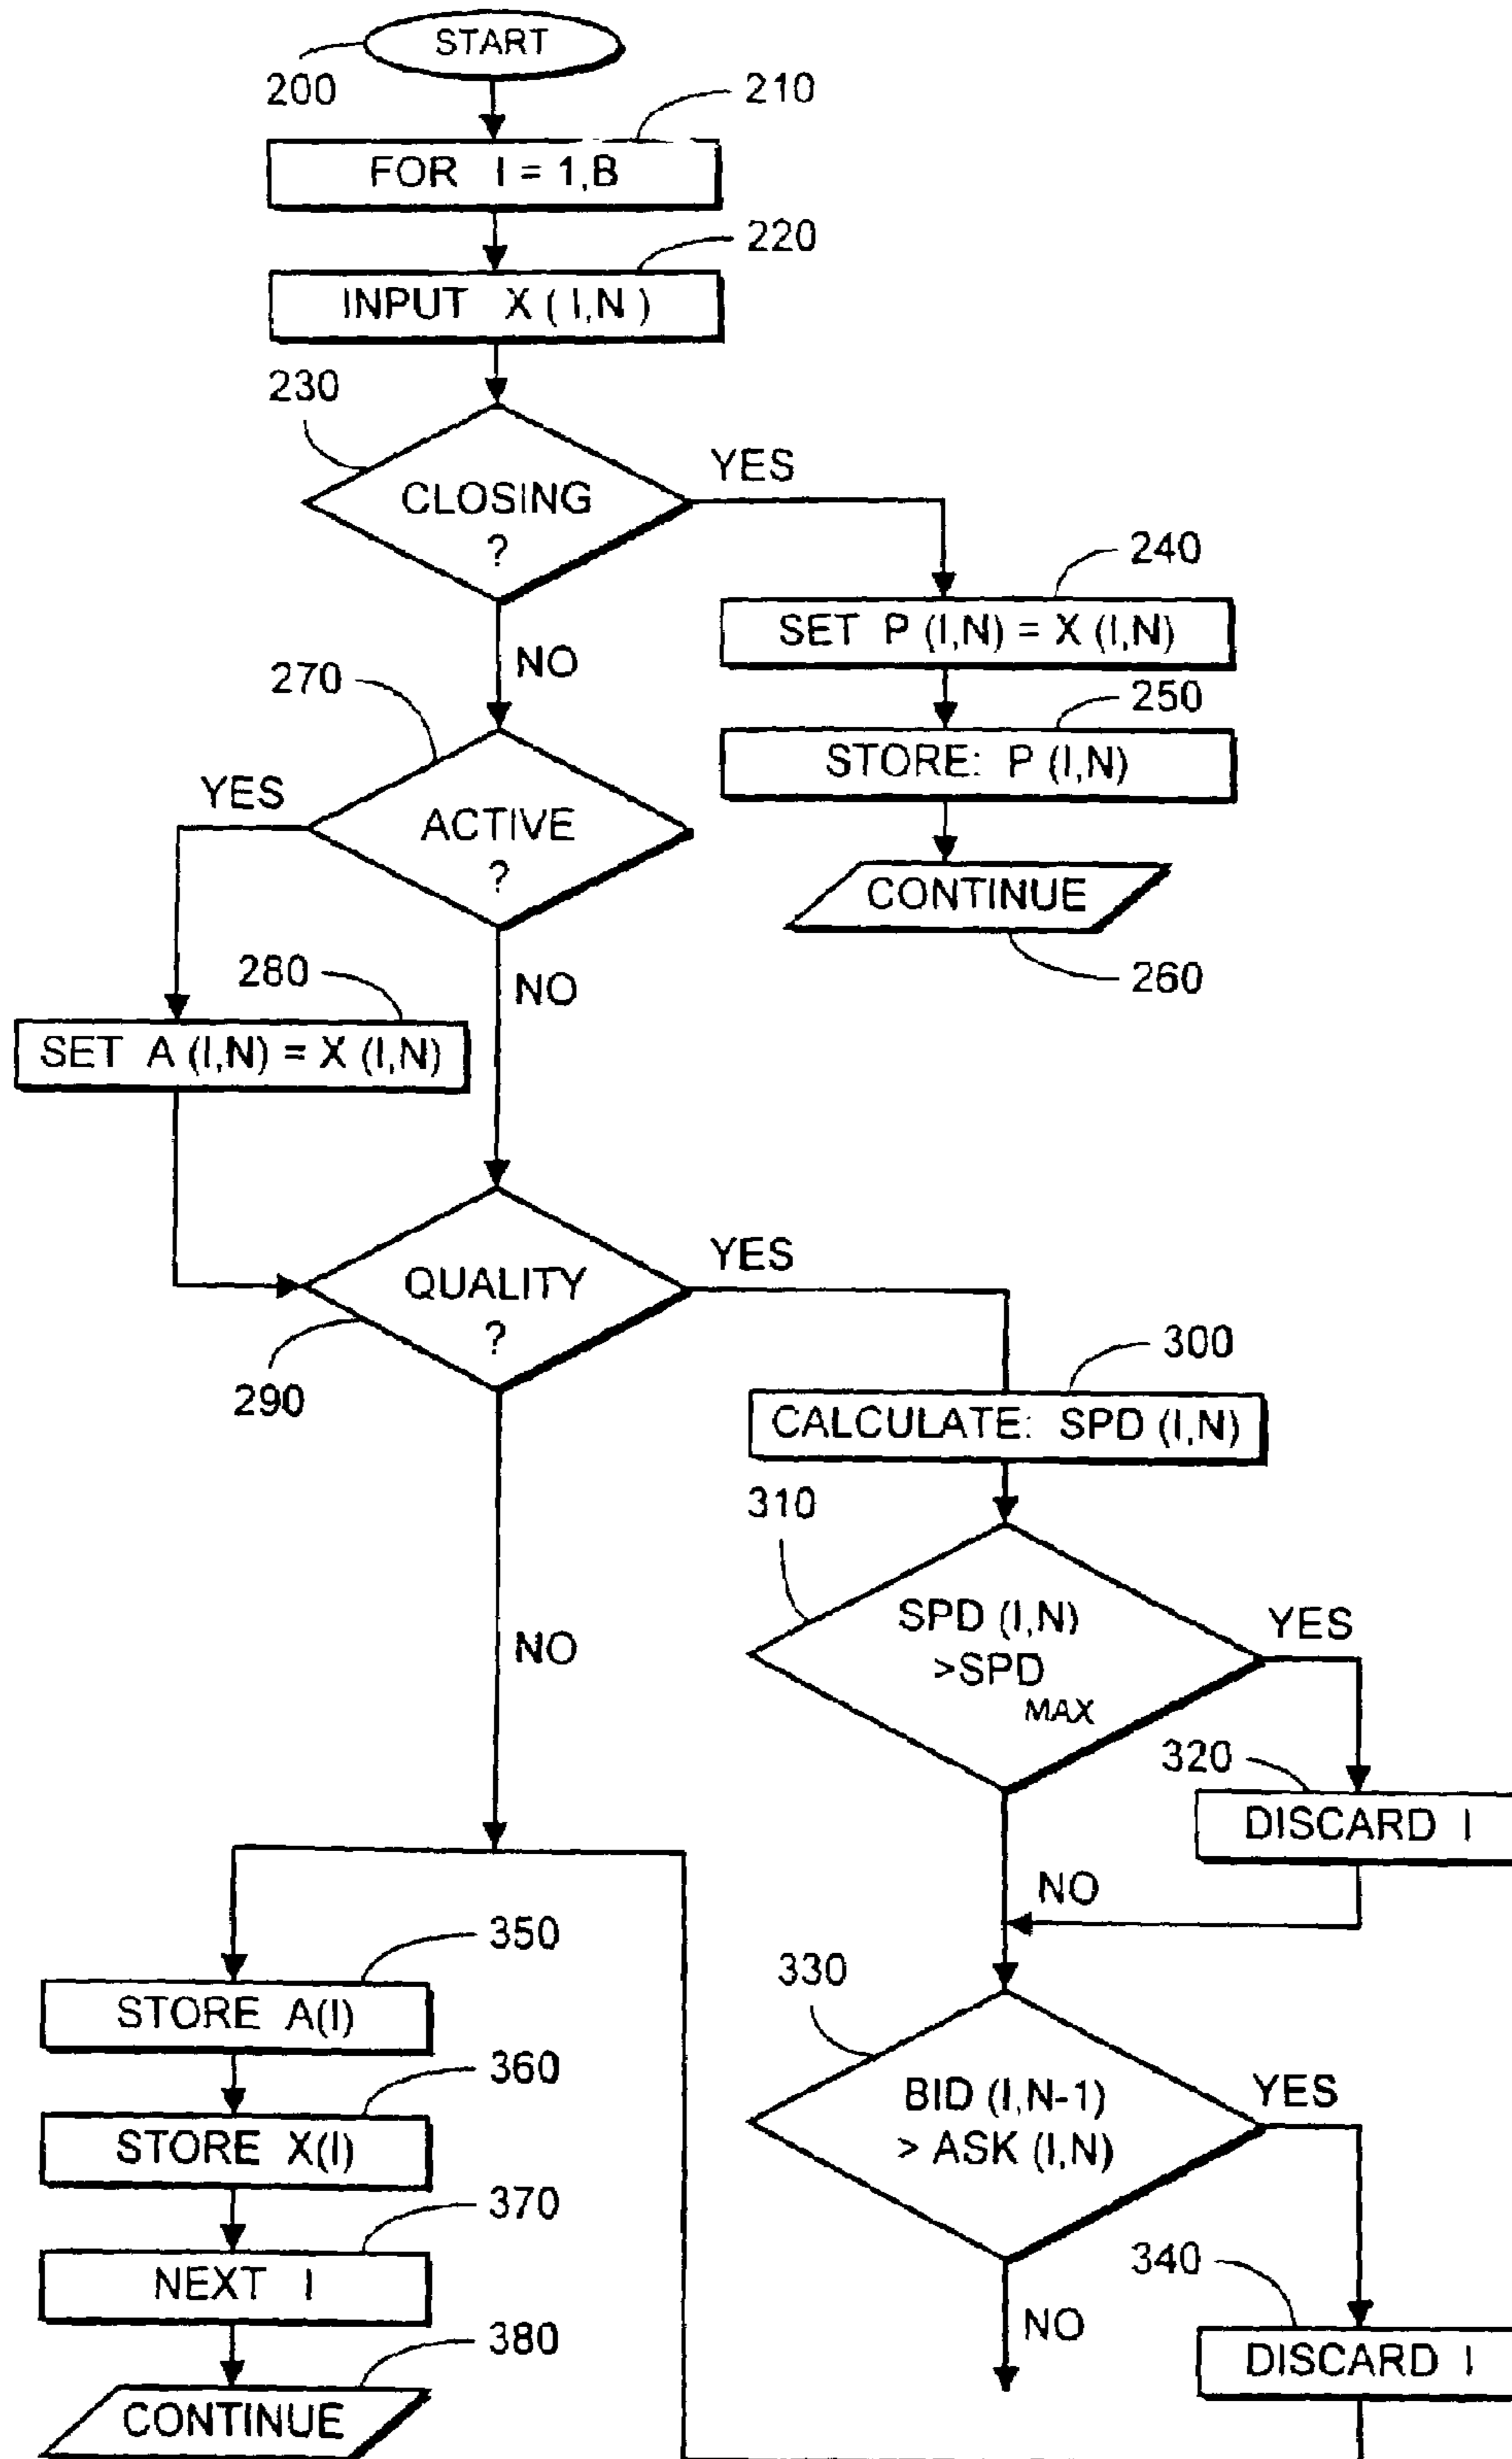 START
200
210
FOR I = 1,B
220
INPUT X ( I,N )
230
CLOSING
?
YES
240
SET P (I,N) = X (I,N)
NO
250
STORE: P (I,N)
CONTINUE
260
270
YES
ACTIVE
?
NO
280
SET A (I,N) = X (I,N)
QUALITY
?
YES
290
300
CALCULATE: SPD (I,N)
310
SPD (I,N)
>SPD
MAX
YES
NO
320
DISCARD I
NO
330
BID (I,N-1)
> ASK (I,N)
YES
340
NO
DISCARD I
350
STORE A(I)
360
STORE X(I)
370
NEXT I
380
CONTINUE